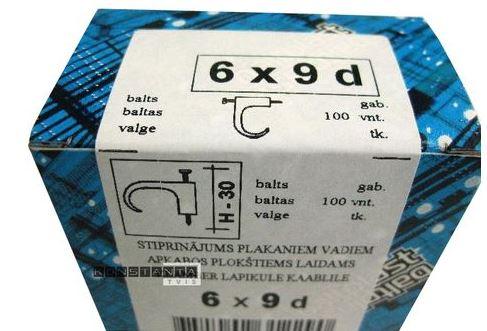 6 x 9 d
balts gab.
baltas 100 vnt.
valge tk.
H - 30
balts gab.
baltas 100 vnt.
valge tk.
STIPRINĀJUMS PLAKANIEM VADIEM
APKABOS PLOKŠTIEMS LAIDAMS
LAPIKULE KAABLILE
KONSTANTA
TVIS
6 x 9 d